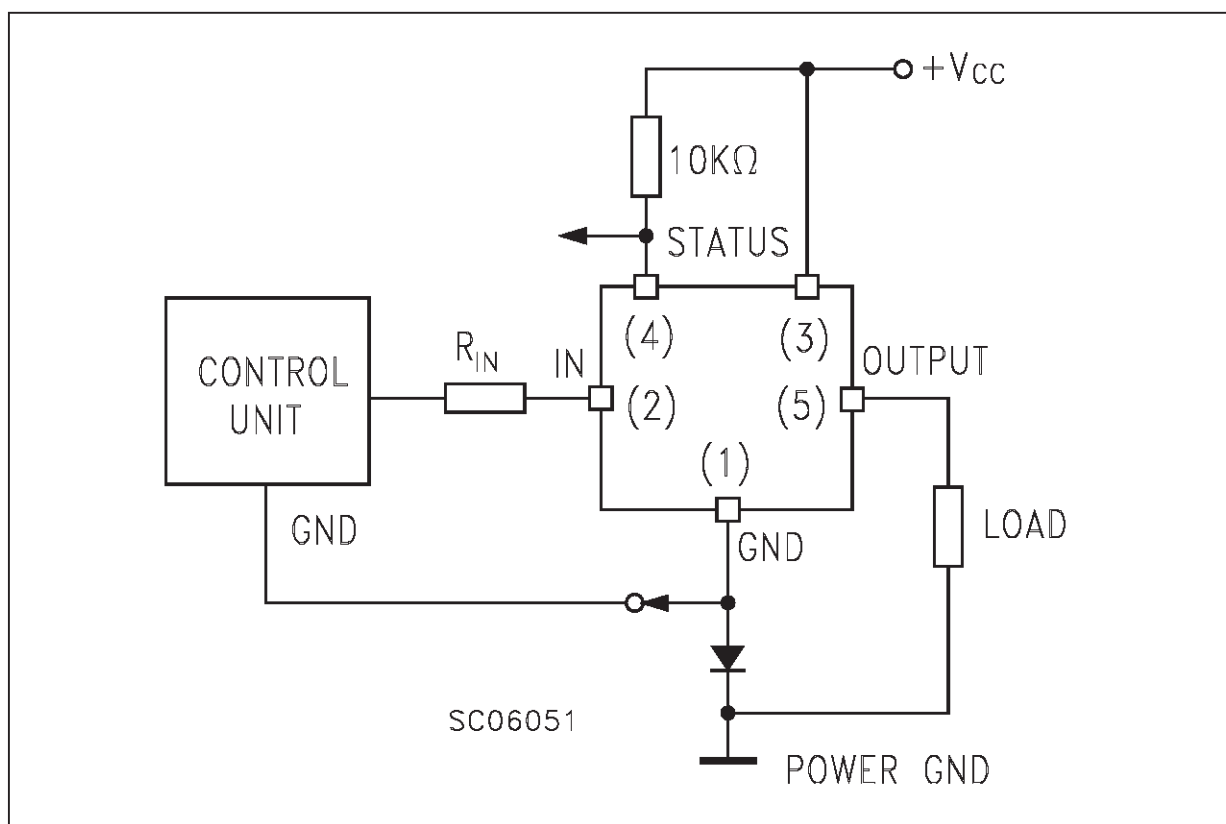 +VCC
10KΩ
STATUS
(4)
(3)
CONTROL
UNIT
RIN
IN
(2)
(5)
OUTPUT
(1)
GND
GND
LOAD
SC06051
POWER GND